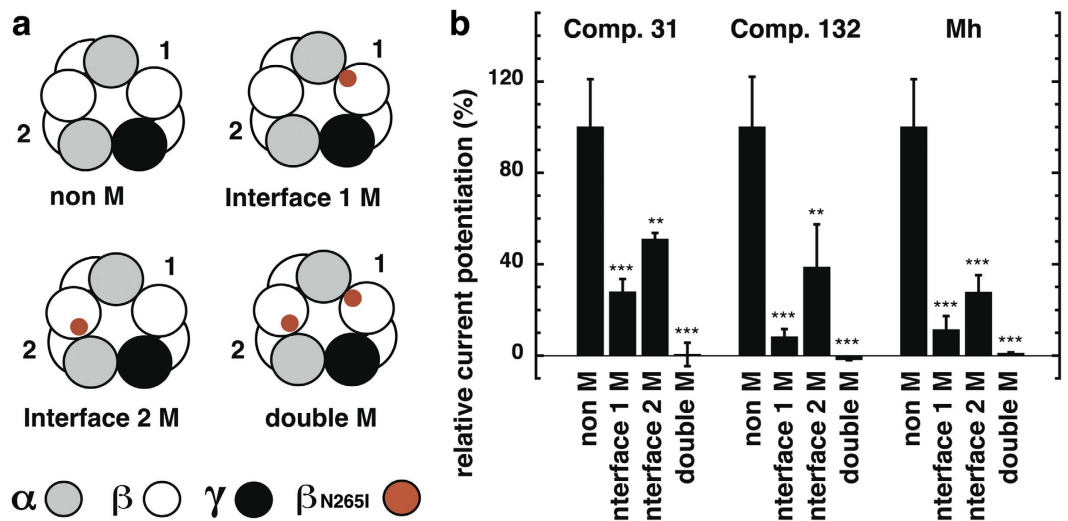 a
1
2
non M
1
2
Interface 1 M
1
2
Interface 2 M
1
2
double M
α β γ βN265I
b
relative current potentiation (%)
120
80
40
0
Comp. 31
Comp. 132
Mh
***
**
***
***
**
***
***
***
***
non M
nterface 1 M
nterface 2 M
double M
non M
nterface 1 M
nterface 2 M
double M
non M
nterface 1 M
nterface 2 M
double M